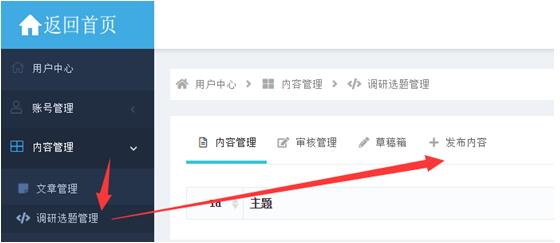 返回首页
用户中心
账号管理
内容管理
文章管理
调研选题管理
用户中心 内容管理 调研选题管理
内容管理 审核管理 草稿箱 发布内容
Id 主题